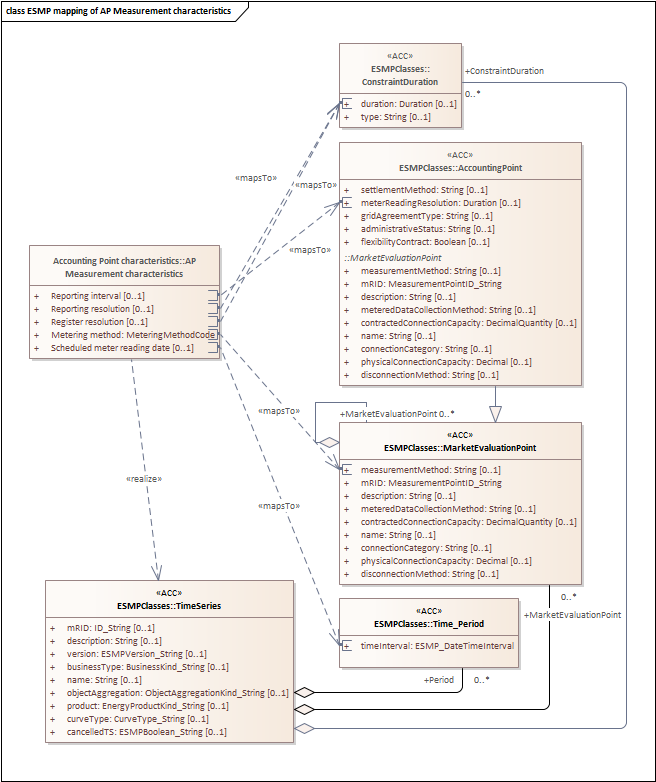 class ESMP mapping of AP Measurement characteristics
«ACC»
ESMPClasses::
ConstraintDuration
+ duration: Duration [0..1]
+ type: String [0..1]
+ConstraintDuration
0..*
«mapsTo»
«mapsTo»
«mapsTo»
«ACC»
ESMPClasses::AccountingPoint
+ settlementMethod: String [0..1]
+ meterReadingResolution: Duration [0..1]
+ gridAgreementType: String [0..1]
+ administrativeStatus: String [0..1]
+ flexibilityContract: Boolean [0..1]
::MarketEvaluationPoint
+ measurementMethod: String [0..1]
+ mRID: MeasurementPointID_String
+ description: String [0..1]
+ meteredDataCollectionMethod: String [0..1]
+ contractedConnectionCapacity: DecimalQuantity [0..1]
+ name: String [0..1]
+ connectionCategory: String [0..1]
+ physicalConnectionCapacity: Decimal [0..1]
+ disconnectionMethod: String [0..1]
Accounting Point characteristics::AP
Measurement characteristics
+ Reporting interval [0..1]
+ Reporting resolution [0..1]
+ Register resolution [0..1]
+ Metering method: MeteringMethodCode
+ Scheduled meter reading date [0..1]
«mapsTo»
+MarketEvaluationPoint 0..*
«ACC»
ESMPClasses::MarketEvaluationPoint
+ measurementMethod: String [0..1]
+ mRID: MeasurementPointID_String
+ description: String [0..1]
+ meteredDataCollectionMethod: String [0..1]
+ contractedConnectionCapacity: DecimalQuantity [0..1]
+ name: String [0..1]
+ connectionCategory: String [0..1]
+ physicalConnectionCapacity: Decimal [0..1]
+ disconnectionMethod: String [0..1]
«realize»
«mapsTo»
0..*
+MarketEvaluationPoint
«ACC»
ESMPClasses::TimeSeries
+ mRID: ID_String [0..1]
+ description: String [0..1]
+ version: ESMPVersion_String [0..1]
+ businessType: BusinessKind_String [0..1]
+ name: String [0..1]
+ objectAggregation: ObjectAggregationKind_String [0..1]
+ product: EnergyProductKind_String [0..1]
+ curveType: CurveType_String [0..1]
+ cancelledTS: ESMPBoolean_String [0..1]
«ACC»
ESMPClasses::Time_Period
+ timeInterval: ESMP_DateTimeInterval
+Period
0..*